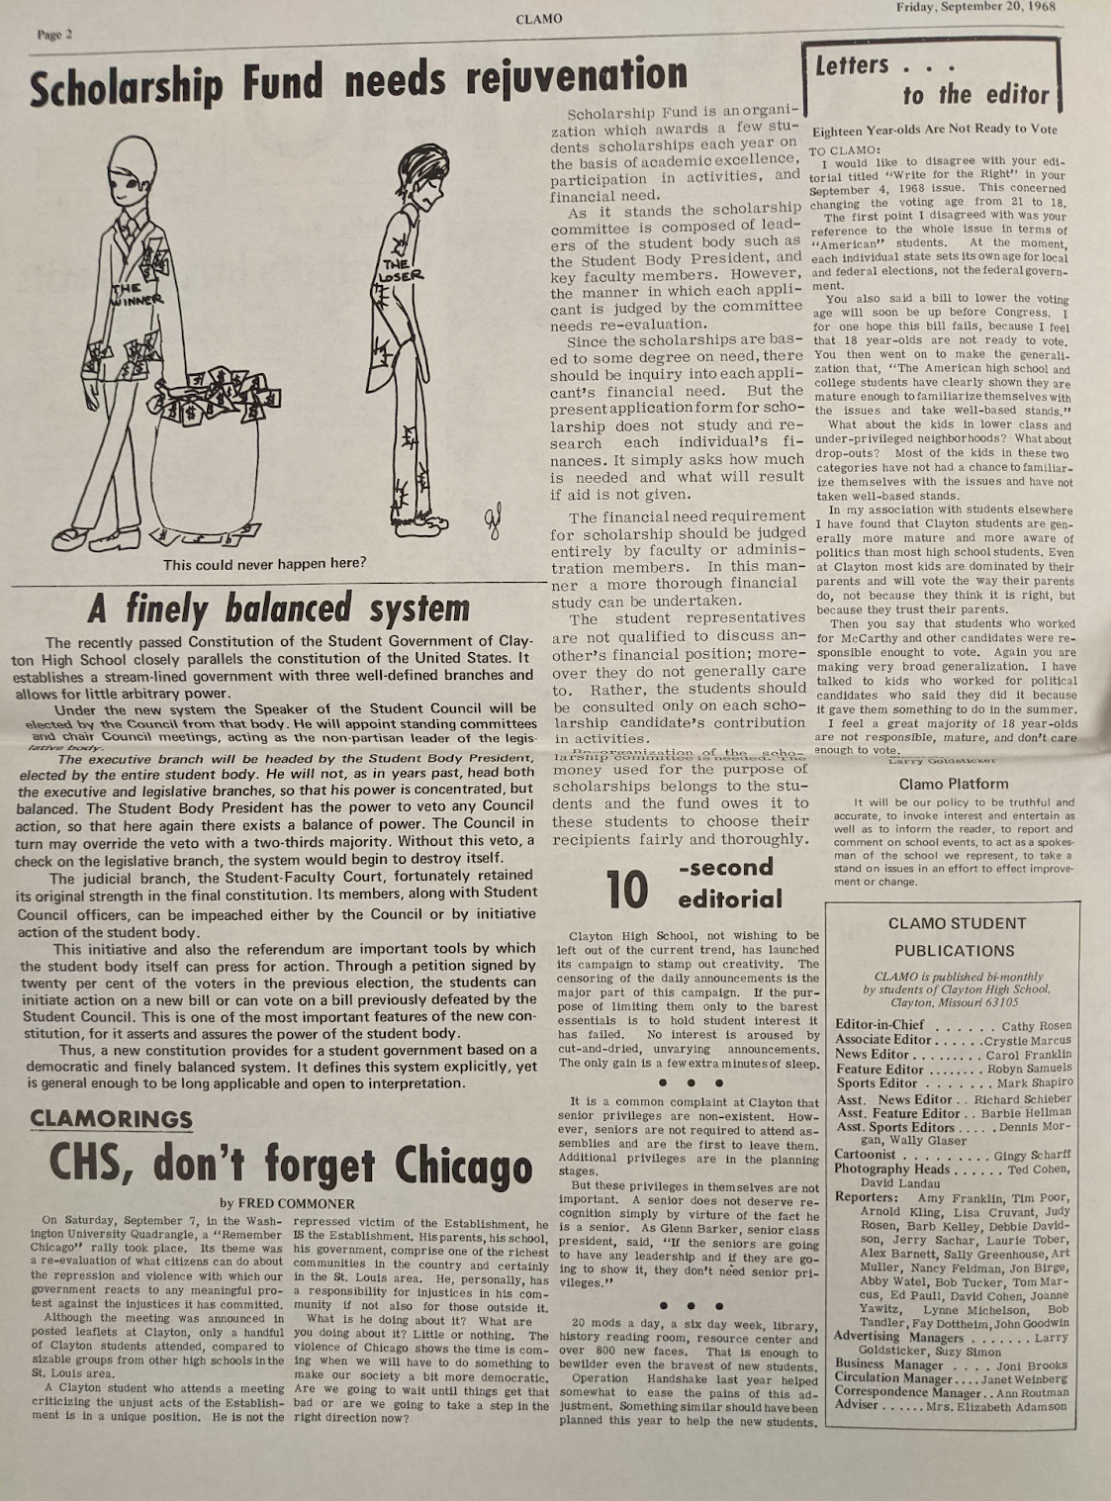 Page 2
CLAMO
Friday, September 20, 1968
Scholarship Fund needs rejuvenation
THE
WINNER
THE
LOSER
This could never happen here?
Scholarship Fund is an organi-
zation which awards a few stu-
dents scholarships each year on
the basis of academic excellence,
participation in activities, and
financial need.
As it stands the scholarship
committee is composed of lead-
ers of the student body such as
the Student Body President, and
key faculty members. However,
the manner in which each appli-
cant is judged by the committee
needs re-evaluation.
Since the scholarships are bas-
ed to some degree on need, there
should be inquiry into each appli-
cant's financial need. But the
present application form for scho-
larship does not study and re-
search each individual's fi-
nances. It simply asks how much
is needed and what will result
if aid is not given.
The financial need requirement
for scholarship should be judged
entirely by faculty or adminis-
tration members. In this man-
ner a more thorough financial
study can be undertaken.
The student representatives
are not qualified to discuss an-
other's financial position; more-
over they do not generally care
to. Rather, the students should
be consulted only on each scho-
larship candidate's contribution
in activities.
Re-organization of the scho-
larship committee is needed. The
money used for the purpose of
scholarships belongs to the stu-
dents and the fund owes it to
these students to choose their
recipients fairly and thoroughly.
A finely balanced system
The recently passed Constitution of the Student Government of Clay-
ton High School closely parallels the constitution of the United States. It
establishes a stream-lined government with three well-defined branches and
allows for little arbitrary power.
Under the new system the Speaker of the Student Council will be
elected by the Council from that body. He will appoint standing committees
and chair Council meetings, acting as the non-partisan leader of the legis-
lative body.
The executive branch will be headed by the Student Body President,
elected by the entire student body. He will not, as in years past, head both
the executive and legislative branches, so that his power is concentrated, but
balanced. The Student Body President has the power to veto any Council
action, so that here again there exists a balance of power. The Council in
turn may override the veto with a two-thirds majority. Without this veto, a
check on the legislative branch, the system would begin to destroy itself.
The judicial branch, the Student-Faculty Court, fortunately retained
its original strength in the final constitution. Its members, along with Student
Council officers, can be impeached either by the Council or by initiative
action of the student body.
This initiative and also the referendum are important tools by which
the student body itself can press for action. Through a petition signed by
twenty per cent of the voters in the previous election, the students can
initiate action on a new bill or can vote on a bill previously defeated by the
Student Council. This is one of the most important features of the new con-
stitution, for it asserts and assures the power of the student body.
Thus, a new constitution provides for a student government based on a
democratic and finely balanced system. It defines this system explicitly, yet
is general enough to be long applicable and open to interpretation.
CLAMORINGS
CHS, don't forget Chicago
by FRED COMMONER
On Saturday, September 7, in the Wash-
ington University Quadrangle, a "Remember
Chicago" rally took place. Its theme was
a re-evaluation of what citizens can do about
the repression and violence with which our
government reacts to any meaningful pro-
test against the injustices it has committed.
Although the meeting was announced in
posted leaflets at Clayton, only a handful
of Clayton students attended, compared to
sizable groups from other high schools in the
St. Louis area.
A Clayton student who attends a meeting
criticizing the unjust acts of the Establish-
ment is in a unique position. He is not the
repressed victim of the Establishment, he
IS the Establishment. His parents, his school,
his government, comprise one of the richest
communities in the country and certainly
in the St. Louis area. He, personally, has
a responsibility for injustices in his com-
munity if not also for those outside it.
What is he doing about it? What are
you doing about it? Little or nothing. The
violence of Chicago shows the time is com-
ing when we will have to do something to
make our society a bit more democratic.
Are we going to wait until things get that
bad or are we going to take a step in the
right direction now?
10 -second
editorial
Clayton High School, not wishing to be
left out of the current trend, has launched
its campaign to stamp out creativity. The
censoring of the daily announcements is the
major part of this campaign. If the pur-
pose of limiting them only to the barest
essentials is to hold student interest it
has failed. No interest is aroused by
cut-and-dried, unvarying announcements.
The only gain is a few extra minutes of sleep.
• • •
It is a common complaint at Clayton that
senior privileges are non-existent. How-
ever, seniors are not required to attend as-
semblies and are the first to leave them.
Additional privileges are in the planning
stages.
But these privileges in themselves are not
important. A senior does not deserve re-
cognition simply by virtue of the fact he
is a senior. As Glenn Barker, senior class
president, said, "If the seniors are going
to have any leadership and if they are go-
ing to show it, they don't need senior pri-
vileges."
• • •
20 mods a day, a six day week, library,
history reading room, resource center and
over 800 new faces. That is enough to
bewilder even the bravest of new students.
Operation Handshake last year helped
somewhat to ease the pains of this ad-
justment. Something similar should have been
planned this year to help the new students.
Letters . . .
to the editor
Eighteen Year-olds Are Not Ready to Vote
TO CLAMO:
I would like to disagree with your edi-
torial titled "Write for the Right" in your
September 4, 1968 issue. This concerned
changing the voting age from 21 to 18.
The first point I disagreed with was your
reference to the whole issue in terms of
"American" students. At the moment,
each individual state sets its own age for local
and federal elections, not the federal govern-
ment.
You also said a bill to lower the voting
age will soon be up before Congress. I
for one hope this bill fails, because I feel
that 18 year-olds are not ready to vote.
You then went on to make the generali-
zation that, "The American high school and
college students have clearly shown they are
mature enough to familiarize themselves with
the issues and take well-based stands."
What about the kids in lower class and
under-privileged neighborhoods? What about
drop-outs? Most of the kids in these two
categories have not had a chance to familiar-
ize themselves with the issues and have not
taken well-based stands.
In my association with students elsewhere
I have found that Clayton students are gen-
erally more mature and more aware of
politics than most high school students. Even
at Clayton most kids are dominated by their
parents and will vote the way their parents
do, not because they think it is right, but
because they trust their parents.
Then you say that students who worked
for McCarthy and other candidates were re-
sponsible enought to vote. Again you are
making very broad generalization. I have
talked to kids who worked for political
candidates who said they did it because
it gave them something to do in the summer.
I feel a great majority of 18 year-olds
are not responsible, mature, and don't care
enough to vote.
Larry Goldsticker
Clamo Platform
It will be our policy to be truthful and
accurate, to invoke interest and entertain as
well as to inform the reader, to report and
comment on school events, to act as a spokes-
man of the school we represent, to take a
stand on issues in an effort to effect improve-
ment or change.
CLAMO STUDENT
PUBLICATIONS
CLAMO is published bi-monthly
by students of Clayton High School,
Clayton, Missouri 63105
Editor-in-Chief . . . . . . Cathy Rosen
Associate Editor . . . . . .Crystie Marcus
News Editor . . . . . . . . Carol Franklin
Feature Editor . . . . . . . Robyn Samuels
Sports Editor . . . . . . . Mark Shapiro
Asst. News Editor . . Richard Schieber
Asst. Feature Editor . . Barbie Hellman
Asst. Sports Editors . . . . . Dennis Mor-
gan, Wally Glaser
Cartoonist . . . . . . . . . Gingy Scharff
Photography Heads . . . . . . Ted Cohen,
David Landau
Reporters: Amy Franklin, Tim Poor,
Arnold Kling, Lisa Cruvant, Judy
Rosen, Barb Kelley, Debbie David-
son, Jerry Sachar, Laurie Tober,
Alex Barnett, Sally Greenhouse, Art
Muller, Nancy Feldman, Jon Birge,
Abby Watel, Bob Tucker, Tom Mar-
cus, Ed Paull, David Cohen, Joanne
Yawitz, Lynne Michelson, Bob
Tandler, Fay Dottheim, John Goodwin
Advertising Managers . . . . . . . Larry
Goldsticker, Suzy Simon
Business Manager . . . . Joni Brooks
Circulation Manager . . . . Janet Weinberg
Correspondence Manager . . Ann Routman
Adviser . . . . . . Mrs. Elizabeth Adamson